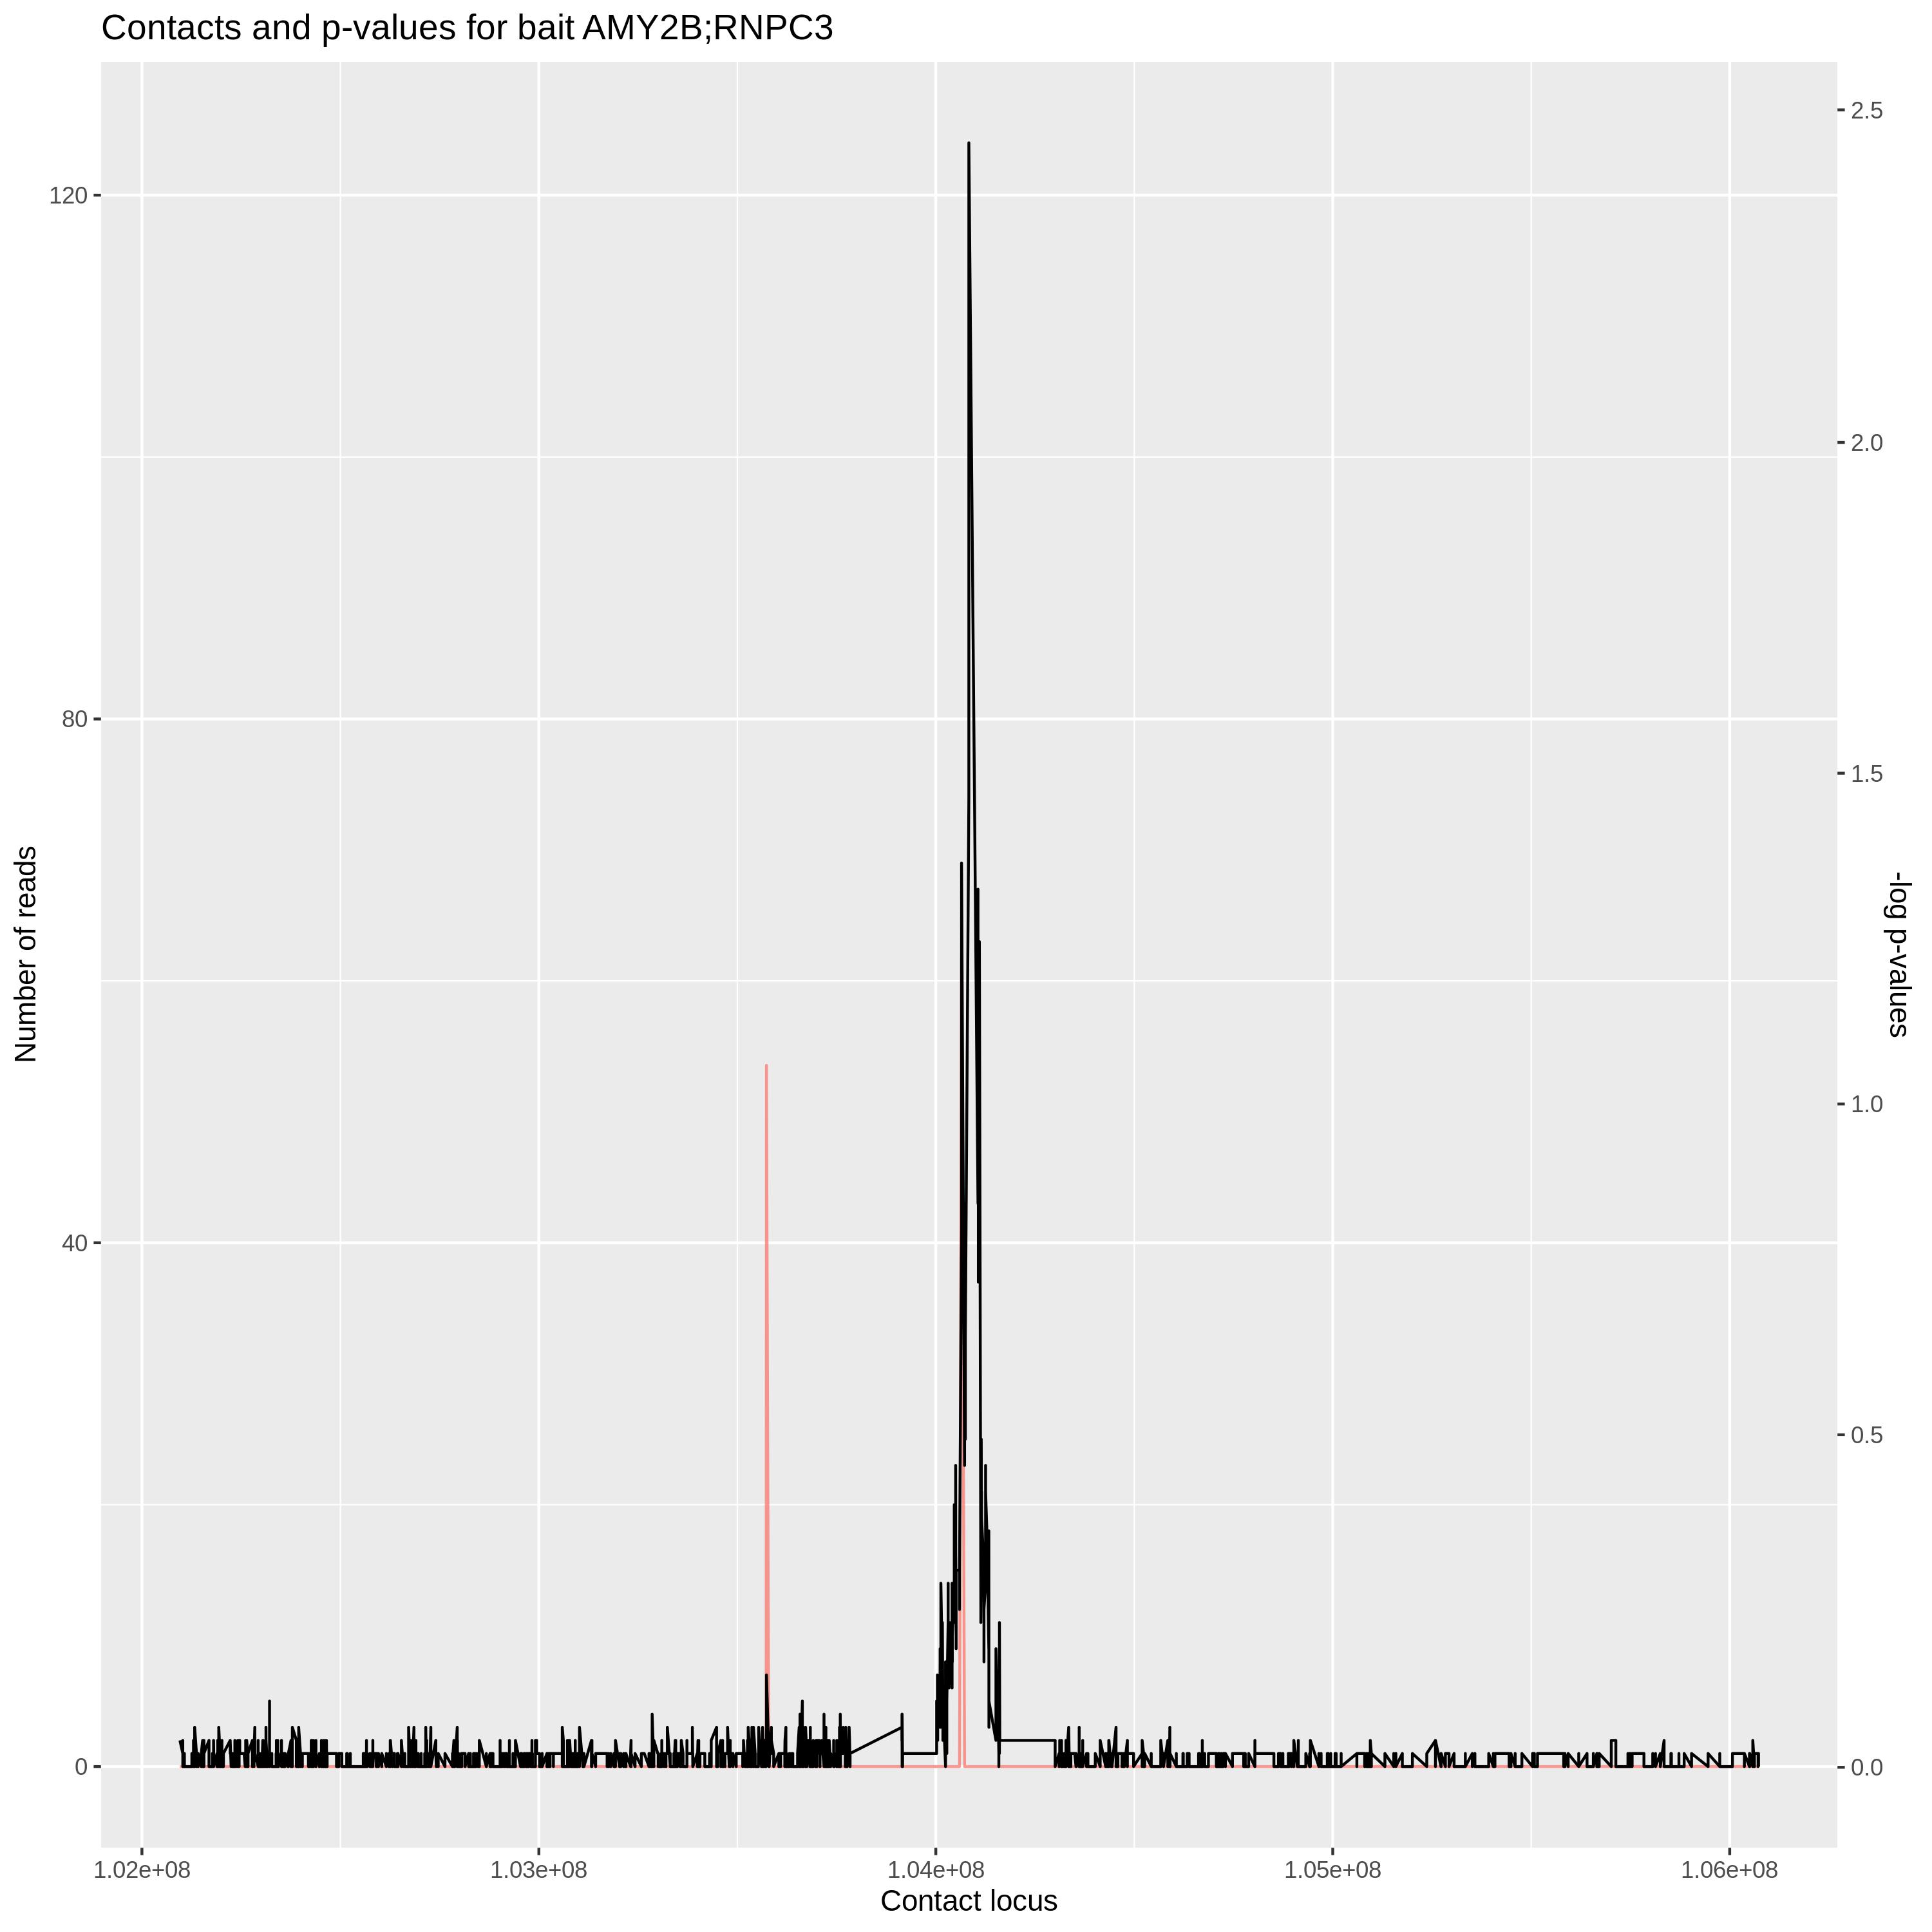 Contacts and p-values for bait AMY2B;RNPC3
120
80
40
0
Number of reads
2.5
2.0
1.5
1.0
0.5
0.0
-log p-values
1.02e+08
1.03e+08
1.04e+08
1.05e+08
1.06e+08
Contact locus